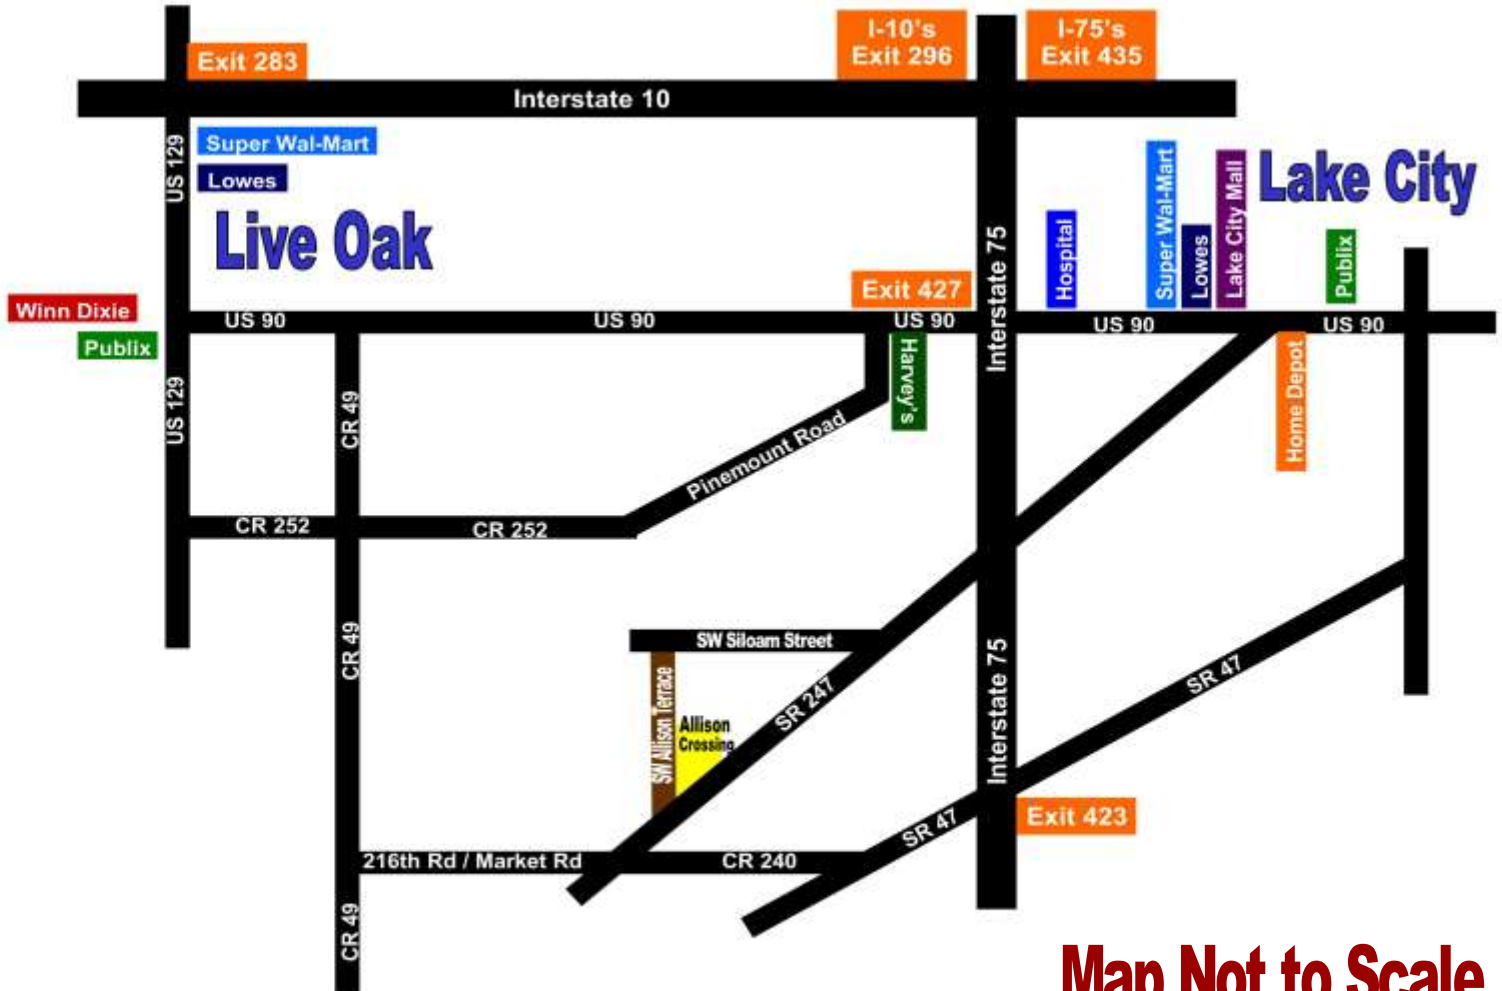 I-10's
Exit 296
I-75's
Exit 435
Exit 283
Interstate 10
US 129
Super Wal-Mart
Lowes
Live Oak
Interstate 75
Hospital
Super Wal-Mart
Lowes
Lake City Mall
Lake City
Publix
Exit 427
Winn Dixie
US 90
US 90
US 90
US 90
US 90
Publix
US 129
CR 49
Harvey's
Home Depot
Pinemount Road
CR 252
CR 252
CR 49
SW Siloam Street
SW Allison Terrace
Allison
Crossing
SR 247
Interstate 75
SR 47
Exit 423
SR 47
216th Rd / Market Rd
CR 240
CR 49
Map Not to Scale